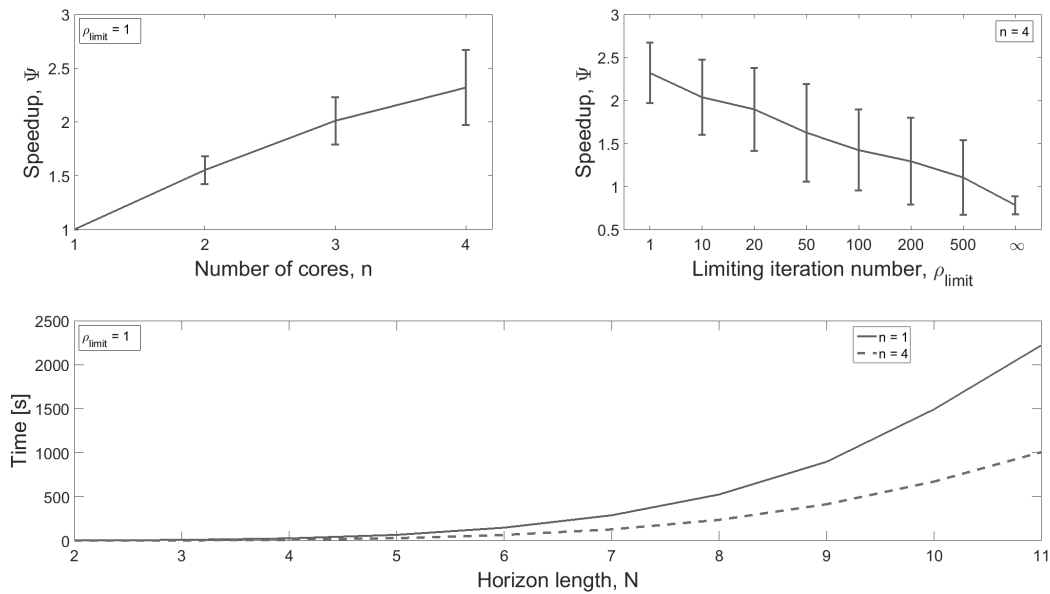 3
2.5
2
1.5
1
Speedup, Ψ
ρlimit = 1
1 2 3 4
Number of cores, n
3
2.5
2
1.5
1
0.5
Speedup, Ψ
n = 4
1 10 20 50 100 200 500 ∞
Limiting iteration number, ρlimit
2500
2000
1500
1000
500
0
Time [s]
ρlimit = 1
n = 1
n = 4
2 3 4 5 6 7 8 9 10 11
Horizon length, N